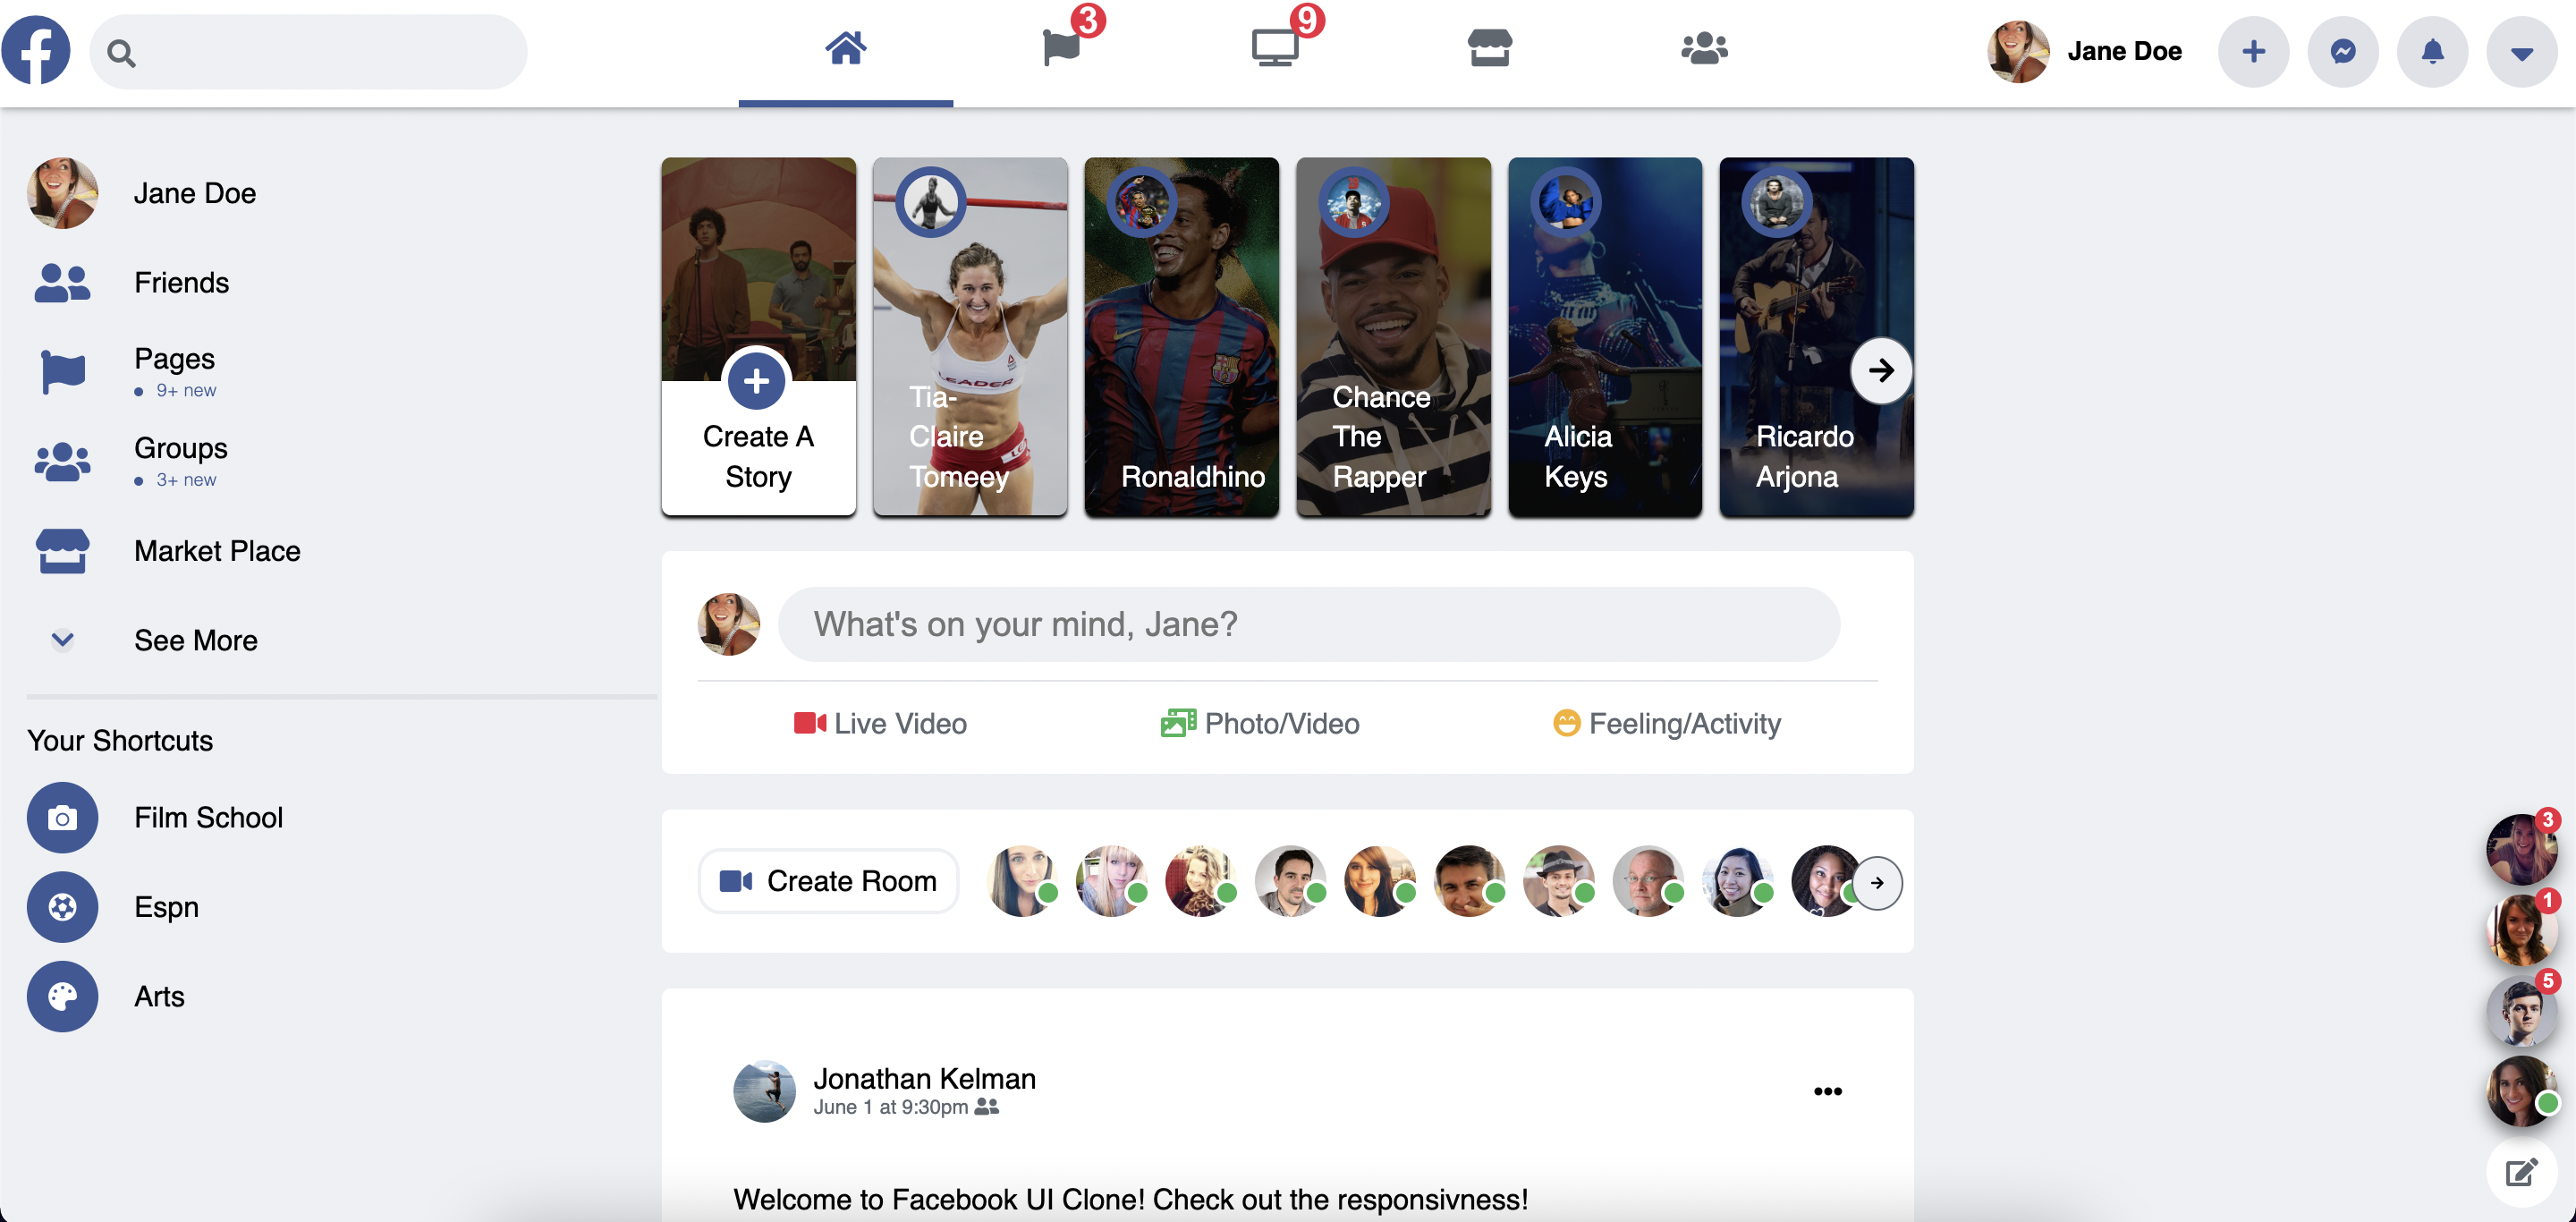 3
9
Jane Doe
Jane Doe
Friends
Pages
9+ new
Groups
3+ new
Market Place
See More
Your Shortcuts
Film School
Espn
Arts
Create A
Story
LEADER
Tia-
Claire
Tomeey
Ronaldhino
Chance
The
Rapper
Alicia
Keys
Ricardo
Arjona
What's on your mind, Jane?
Live Video
Photo/Video
Feeling/Activity
Create Room
Jonathan Kelman
June 1 at 9:30pm
Welcome to Facebook UI Clone! Check out the responsivness!
3
1
5